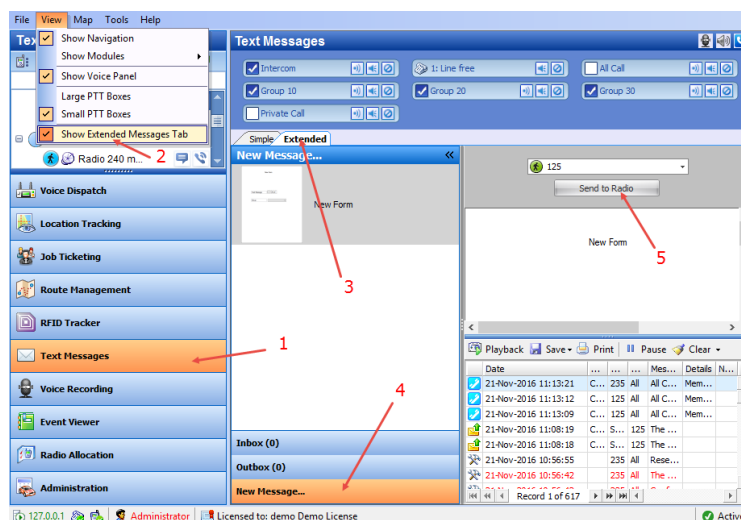 File View Map Tools Help
Text Messages
Show Navigation
Show Modules
Show Voice Panel
Large PTT Boxes
Small PTT Boxes
Show Extended Messages Tab
2
Radio 240 m...
Intercom
1: Line free
All Call
Group 10
Group 20
Group 30
Private Call
Simple Extended
New Message...
New Form
3
125
Send to Radio
New Form
5
Voice Dispatch
Location Tracking
Job Ticketing
Route Management
RFID Tracker
Text Messages
1
Voice Recording
Event Viewer
Radio Allocation
Administration
4
Inbox (0)
Outbox (0)
New Message...
Playback Save Print Pause Clear
Date ... ... ... Mes... Details N...
21-Nov-2016 11:13:21 C... 235 All All C... Mem...
21-Nov-2016 11:13:12 C... 125 All All C... Mem...
21-Nov-2016 11:13:09 C... 125 All All C... Mem...
21-Nov-2016 11:08:19 C... S... 125 The ...
21-Nov-2016 11:08:18 C... S... 125 The ...
21-Nov-2016 10:56:55 235 All Rese...
21-Nov-2016 10:56:42 235 All The ...
Record 1 of 617
127.0.0.1 Administrator Licensed to: demo Demo License Active